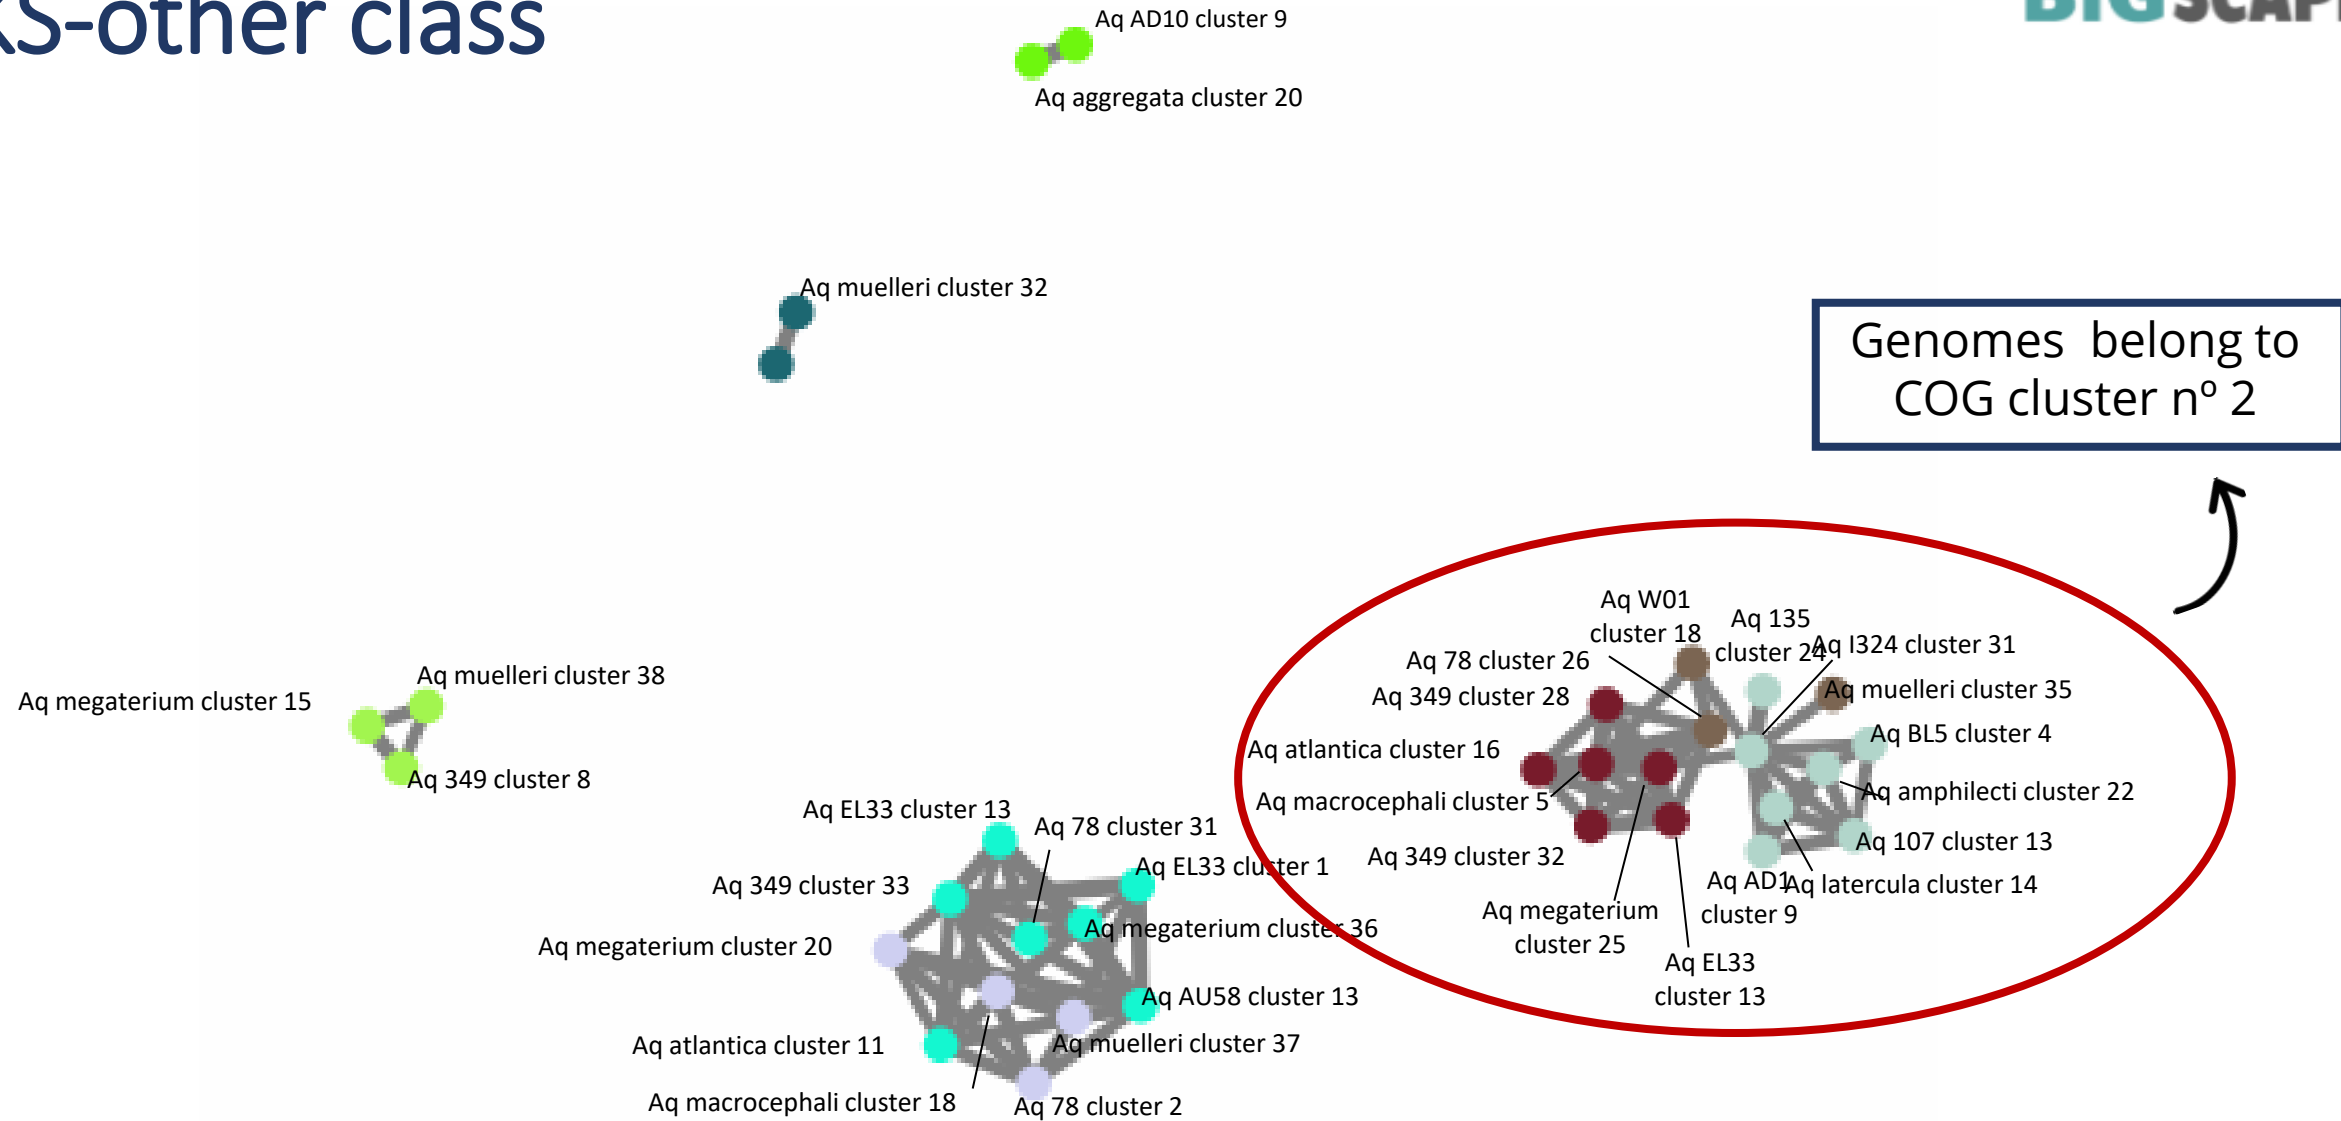 KS-other class
BIGSCAPE
Aq AD10 cluster 9
Aq aggregata cluster 20
Aq muelleri cluster 32
Genomes belong to
COG cluster nº 2
Aq muelleri cluster 38
Aq megaterium cluster 15
Aq 349 cluster 8
Aq W01
cluster 18
Aq 135
cluster 24
Aq I324 cluster 31
Aq 78 cluster 26
Aq 349 cluster 28
Aq muelleri cluster 35
Aq BL5 cluster 4
Aq atlantica cluster 16
Aq macrocephali cluster 5
Aq amphilecti cluster 22
Aq 107 cluster 13
Aq 349 cluster 32
Aq AD1
cluster 9
Aq latercula cluster 14
Aq megaterium
cluster 25
Aq EL33
cluster 13
Aq EL33 cluster 13
Aq 78 cluster 31
Aq EL33 cluster 1
Aq 349 cluster 33
Aq megaterium cluster 36
Aq megaterium cluster 20
Aq AU58 cluster 13
Aq atlantica cluster 11
Aq muelleri cluster 37
Aq macrocephali cluster 18
Aq 78 cluster 2